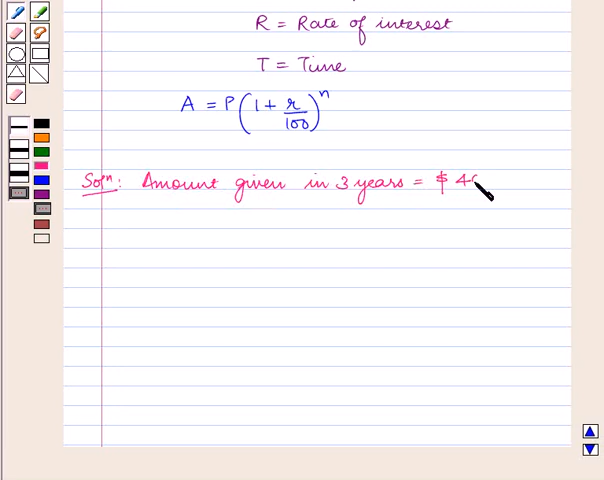 R = Rate of interest
T = Time
A = P(1 + r/100)^n
Solⁿ: Amount given in 3 years = $ 4